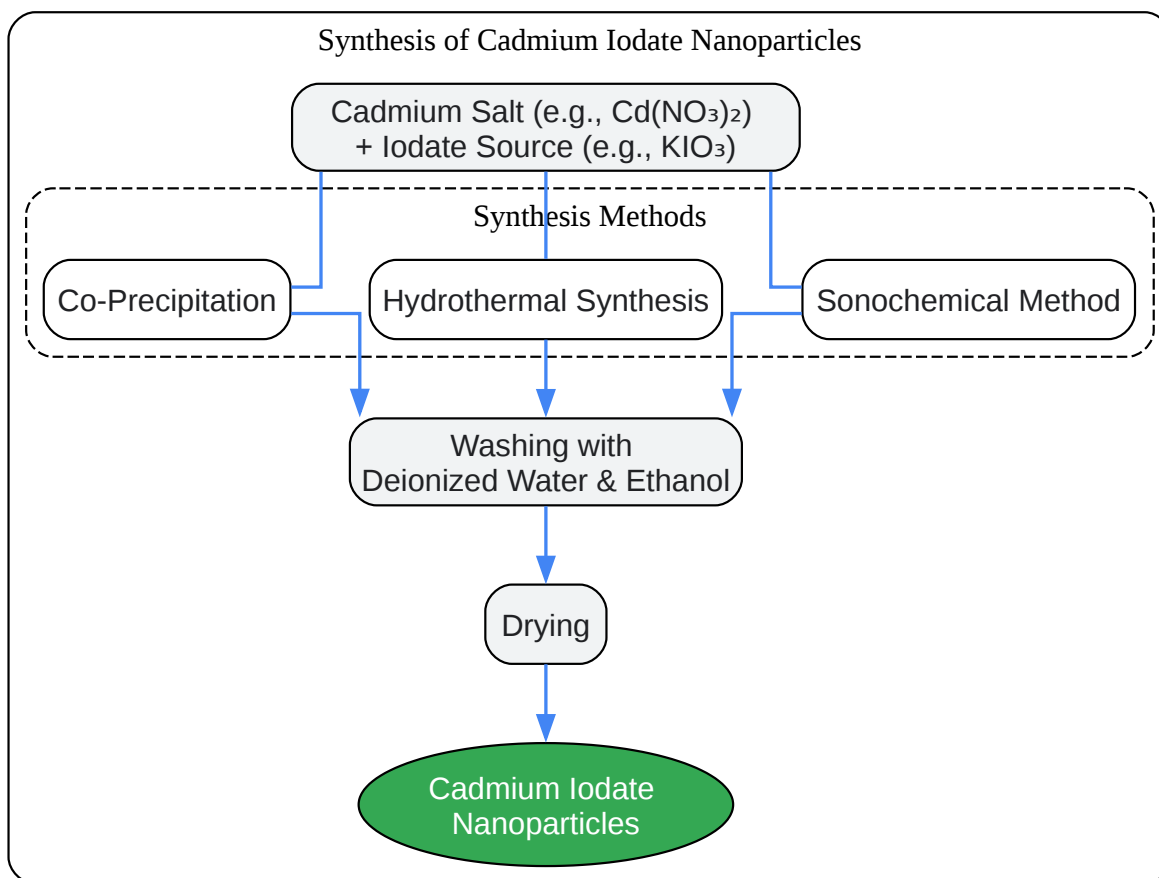 Synthesis of Cadmium Iodate Nanoparticles
Cadmium Salt (e.g., Cd(NO₃)₂)
+ Iodate Source (e.g., KIO₃)
Synthesis Methods
Co-Precipitation
Hydrothermal Synthesis
Sonochemical Method
Washing with
Deionized Water & Ethanol
Drying
Cadmium Iodate
Nanoparticles